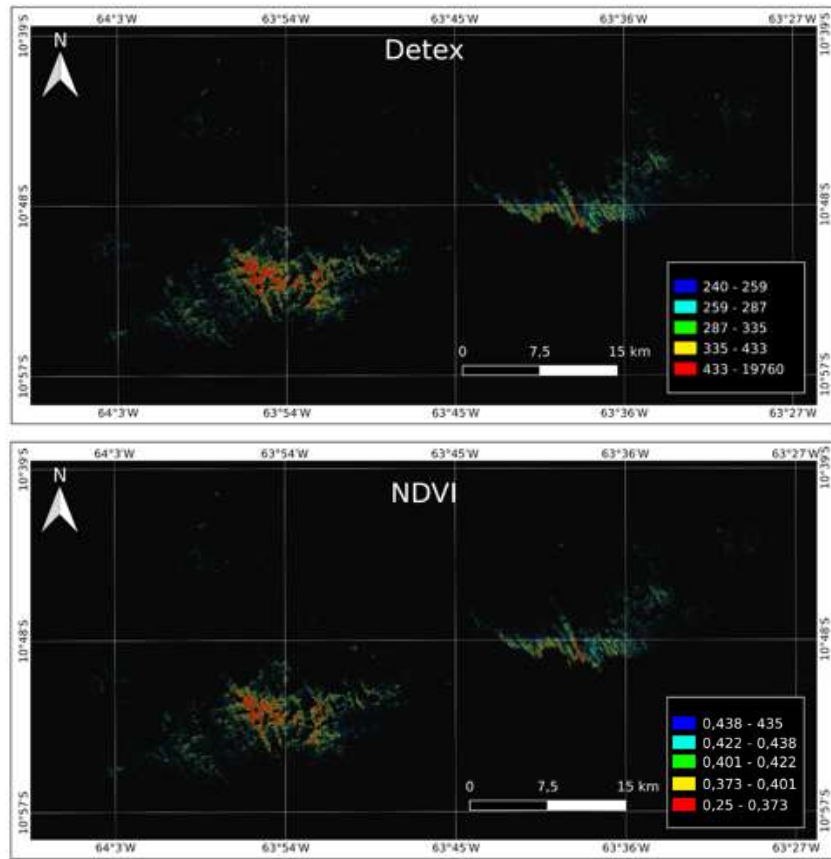 64°3'W 63°54'W 63°45'W 63°36'W 63°27'W
10°39'S 10°39'S
N
Detex
10°48'S 10°48'S
240 - 259
259 - 287
287 - 335
335 - 433
433 - 19760
0 7,5 15 km
10°57'S 10°57'S
64°3'W 63°54'W 63°45'W 63°36'W 63°27'W
64°3'W 63°54'W 63°45'W 63°36'W 63°27'W
10°39'S 10°39'S
N
NDVI
10°48'S 10°48'S
0,438 - 435
0,422 - 0,438
0,401 - 0,422
0,373 - 0,401
0,25 - 0,373
0 7,5 15 km
10°57'S 10°57'S
64°3'W 63°54'W 63°45'W 63°36'W 63°27'W